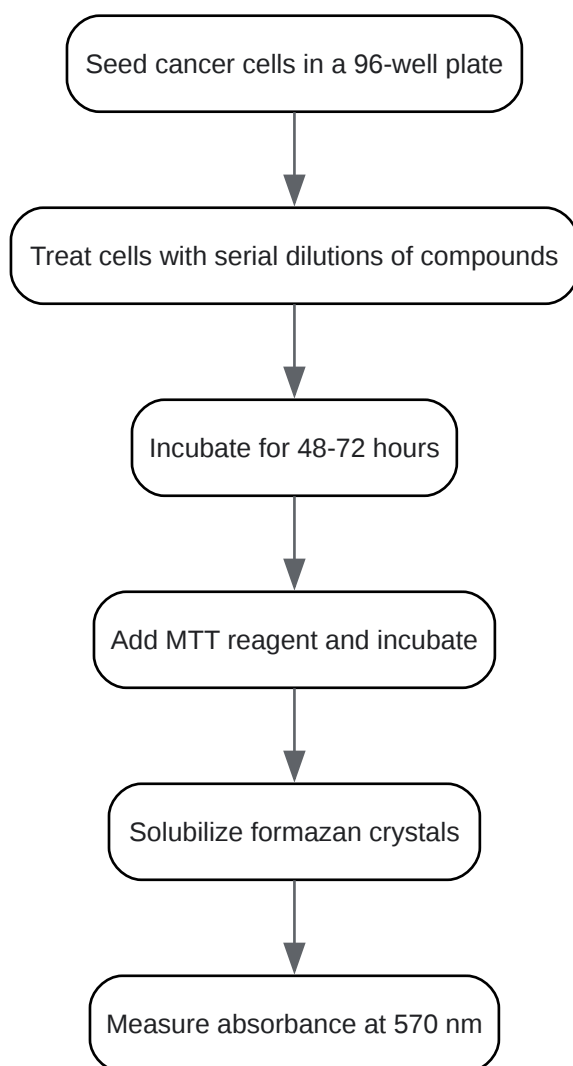 Seed cancer cells in a 96-well plate
Treat cells with serial dilutions of compounds
Incubate for 48-72 hours
Add MTT reagent and incubate
Solubilize formazan crystals
Measure absorbance at 570 nm